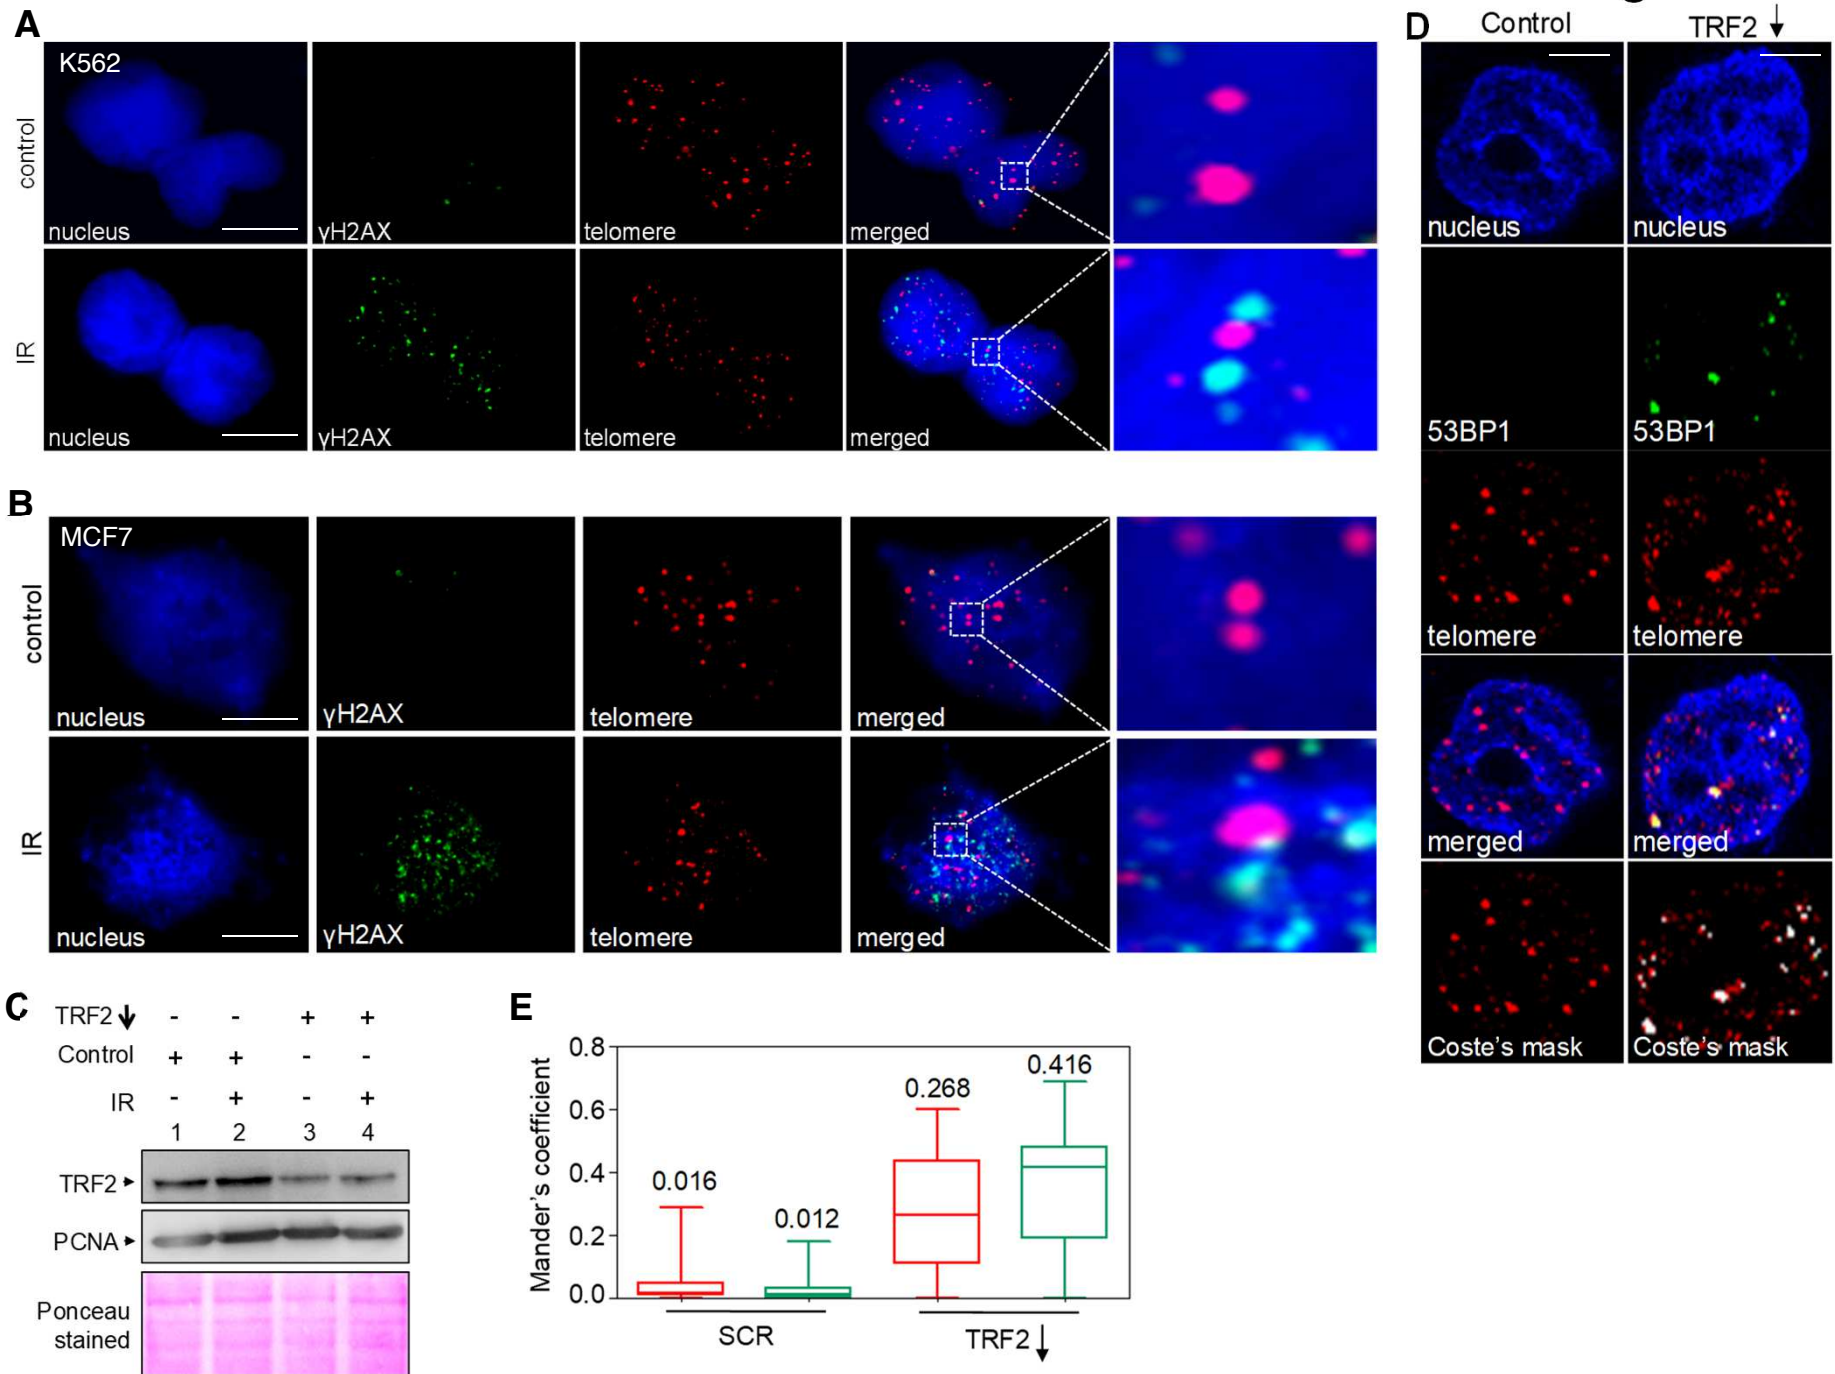 A
K562
control
nucleus
γH2AX
telomere
merged
IR
nucleus
γH2AX
telomere
merged
B
MCF7
control
nucleus
γH2AX
telomere
merged
IR
nucleus
γH2AX
telomere
merged
C
TRF2 ↓ - - + +
Control + + - -
IR - + - +
1 2 3 4
TRF2
PCNA
Ponceau
stained
D
Control TRF2 ↓
nucleus nucleus
53BP1 53BP1
telomere telomere
merged merged
Coste's mask Coste's mask
E
Mander's coefficient
0.8
0.6
0.4
0.2
0.0
0.016
0.012
0.268
0.416
SCR
TRF2 ↓